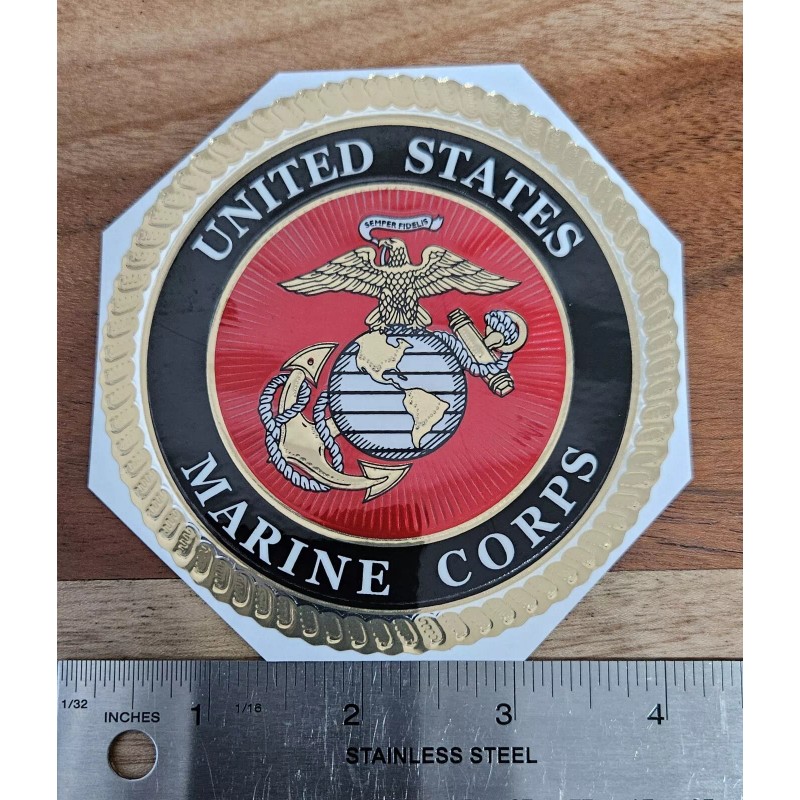 UNITED STATES
SEMPER FIDELIS
MARINE CORPS
1/32 INCHES 1 1/16 2 3 4
STAINLESS STEEL